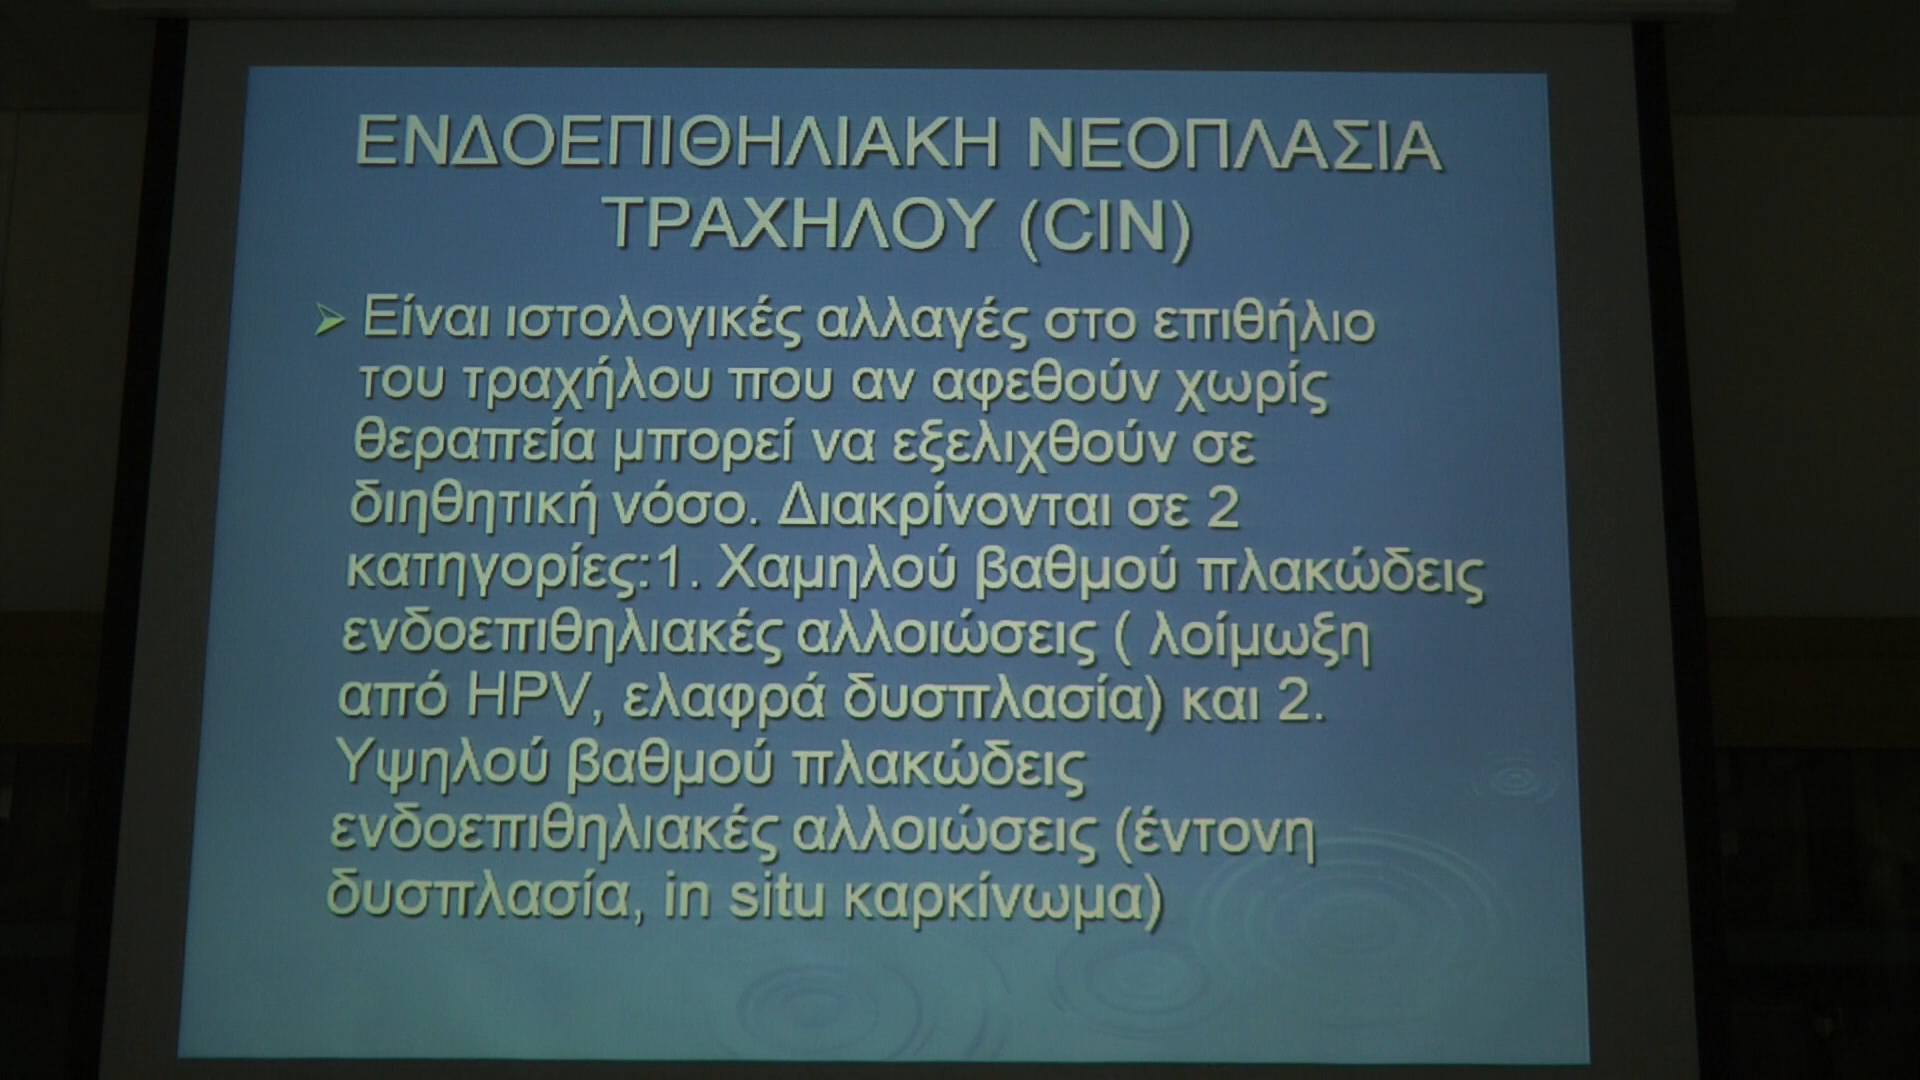 ΕΝΔΟΕΠΙΘΗΛΙΑΚΗ ΝΕΟΠΛΑΣΙΑ
ΤΡΑΧΗΛΟΥ (CIN)
Είναι ιστολογικές αλλαγές στο επιθήλιο
του τραχήλου που αν αφεθούν χωρίς
θεραπεία μπορεί να εξελιχθούν σε
διηθητική νόσο. Διακρίνονται σε 2
κατηγορίες:1. Χαμηλού βαθμού πλακώδεις
ενδοεπιθηλιακές αλλοιώσεις ( λοίμωξη
από HPV, ελαφρά δυσπλασία) και 2.
Υψηλού βαθμού πλακώδεις
ενδοεπιθηλιακές αλλοιώσεις (έντονη
δυσπλασία, in situ καρκίνωμα)